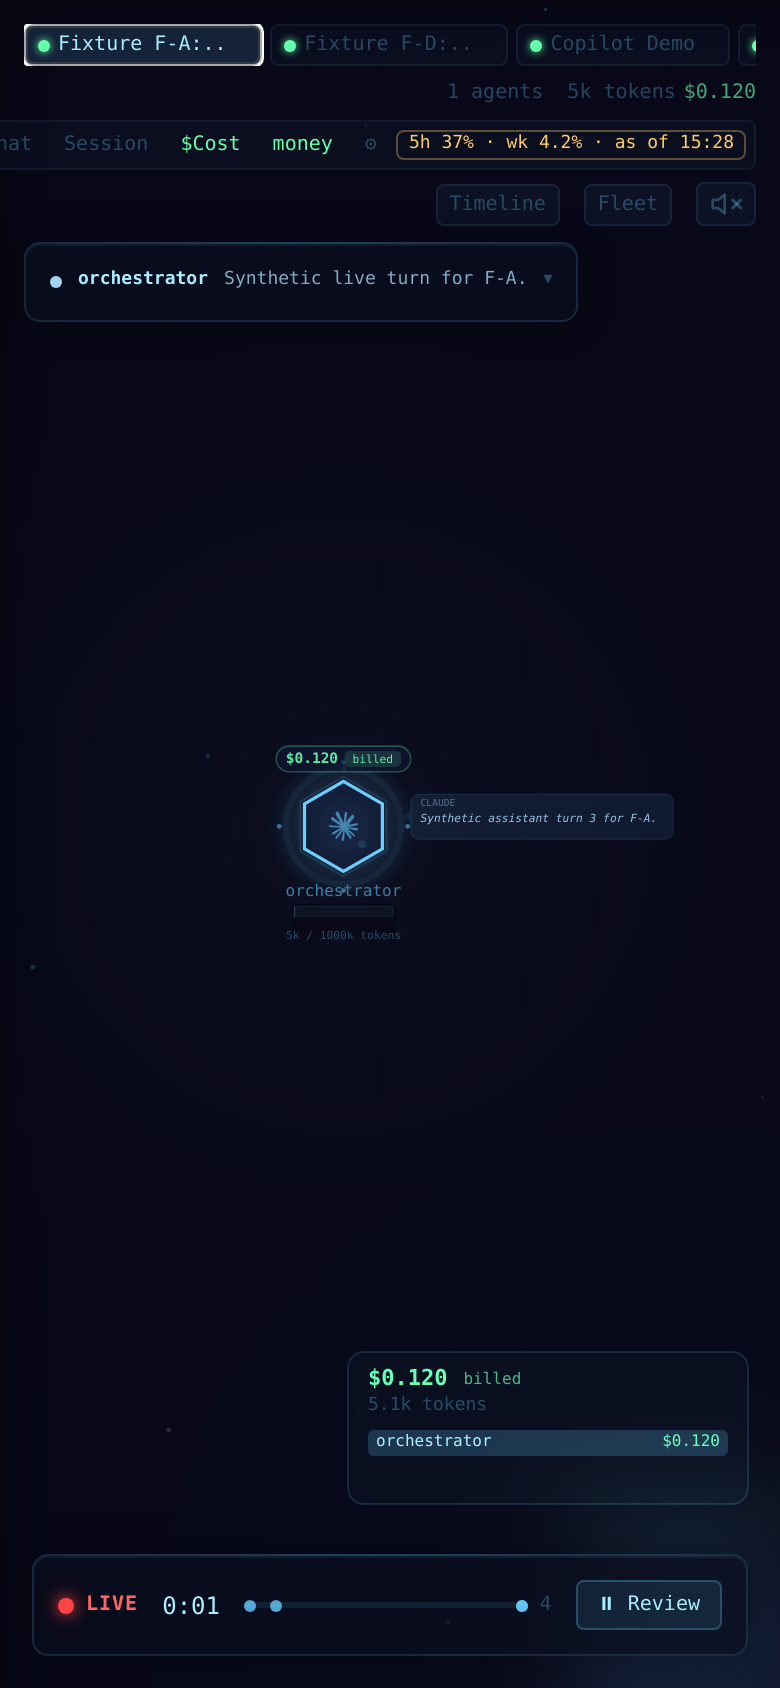 Fixture F-A:..  Fixture F-D:..  Copilot Demo
1 agents  5k tokens $0.120
hat  Session  $Cost  money  ⚙  5h 37% · wk 4.2% · as of 15:28
Timeline  Fleet
orchestrator Synthetic live turn for F-A. ▼
$0.120 billed
CLAUDE
Synthetic assistant turn 3 for F-A.
orchestrator
5k / 1000k tokens
$0.120 billed
5.1k tokens
orchestrator  $0.120
LIVE  0:01  4  ⏸ Review